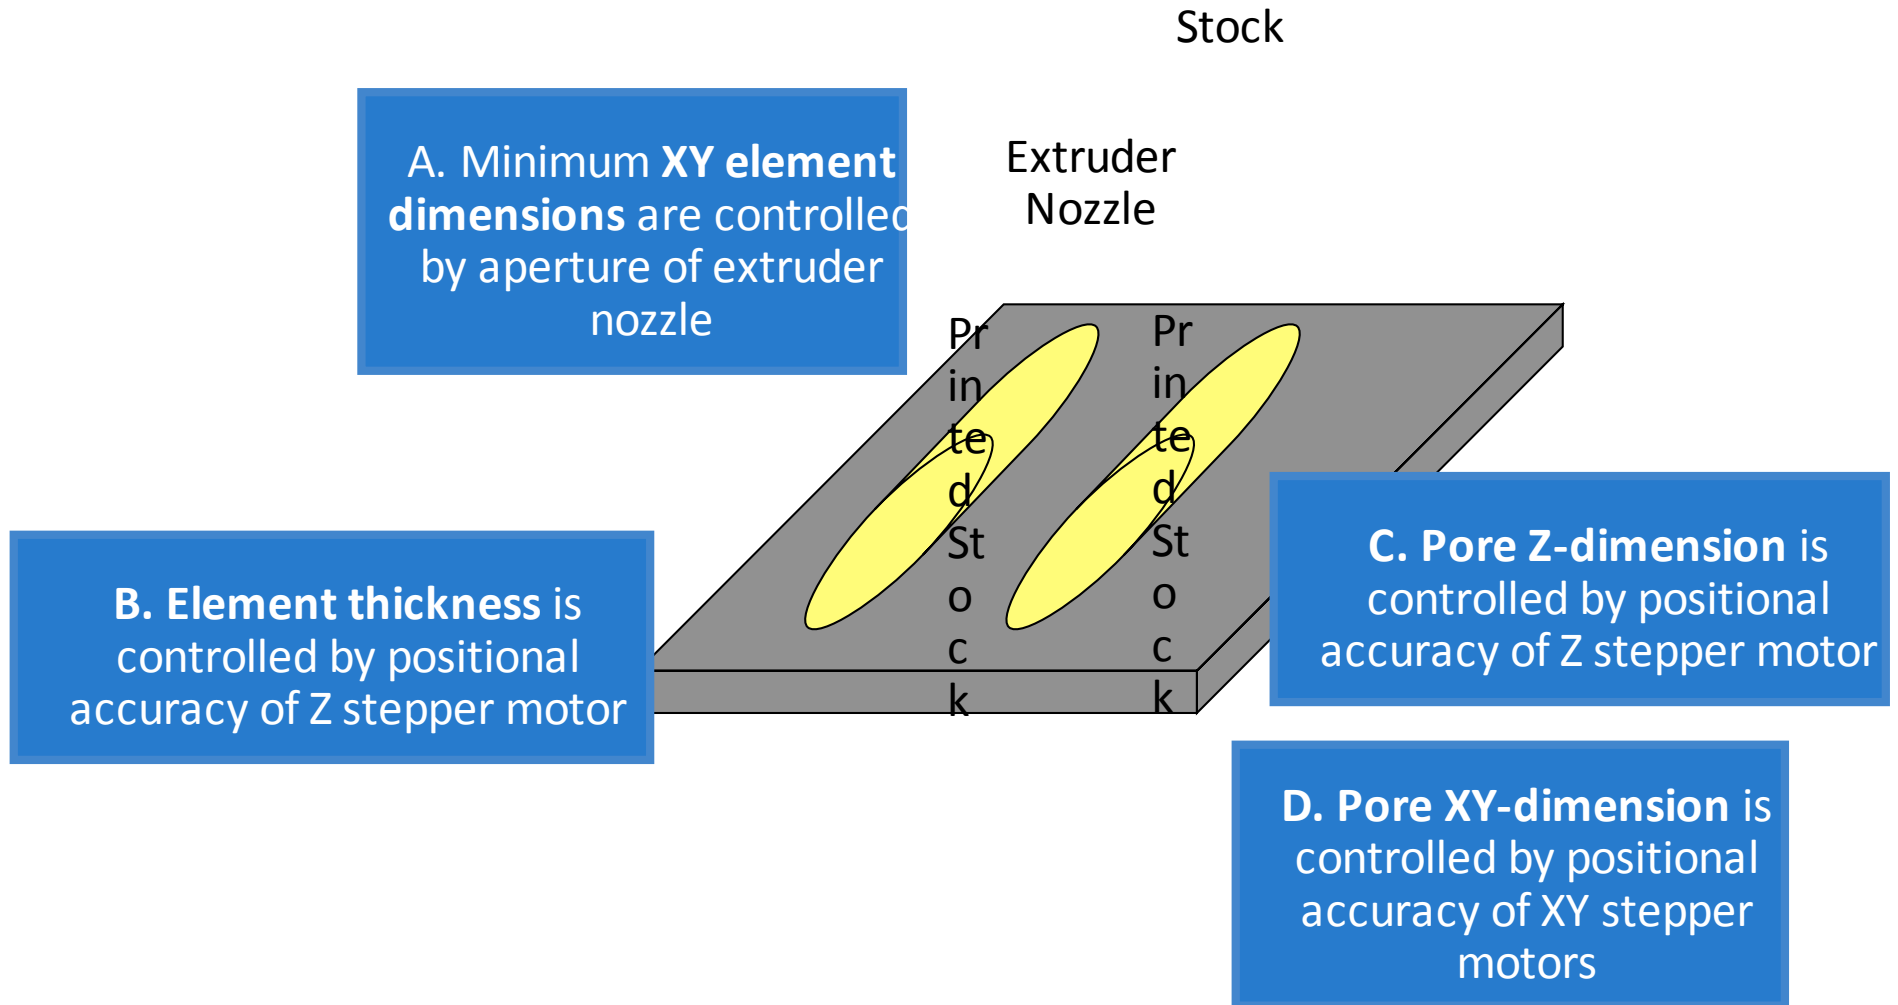 Stock
A. Minimum XY element
dimensions are controlled
by aperture of extruder
nozzle
Extruder
Nozzle
Pr
in
te
d
St
o
c
k
Pr
in
te
d
St
o
c
k
B. Element thickness is
controlled by positional
accuracy of Z stepper motor
C. Pore Z-dimension is
controlled by positional
accuracy of Z stepper motor
D. Pore XY-dimension is
controlled by positional
accuracy of XY stepper
motors